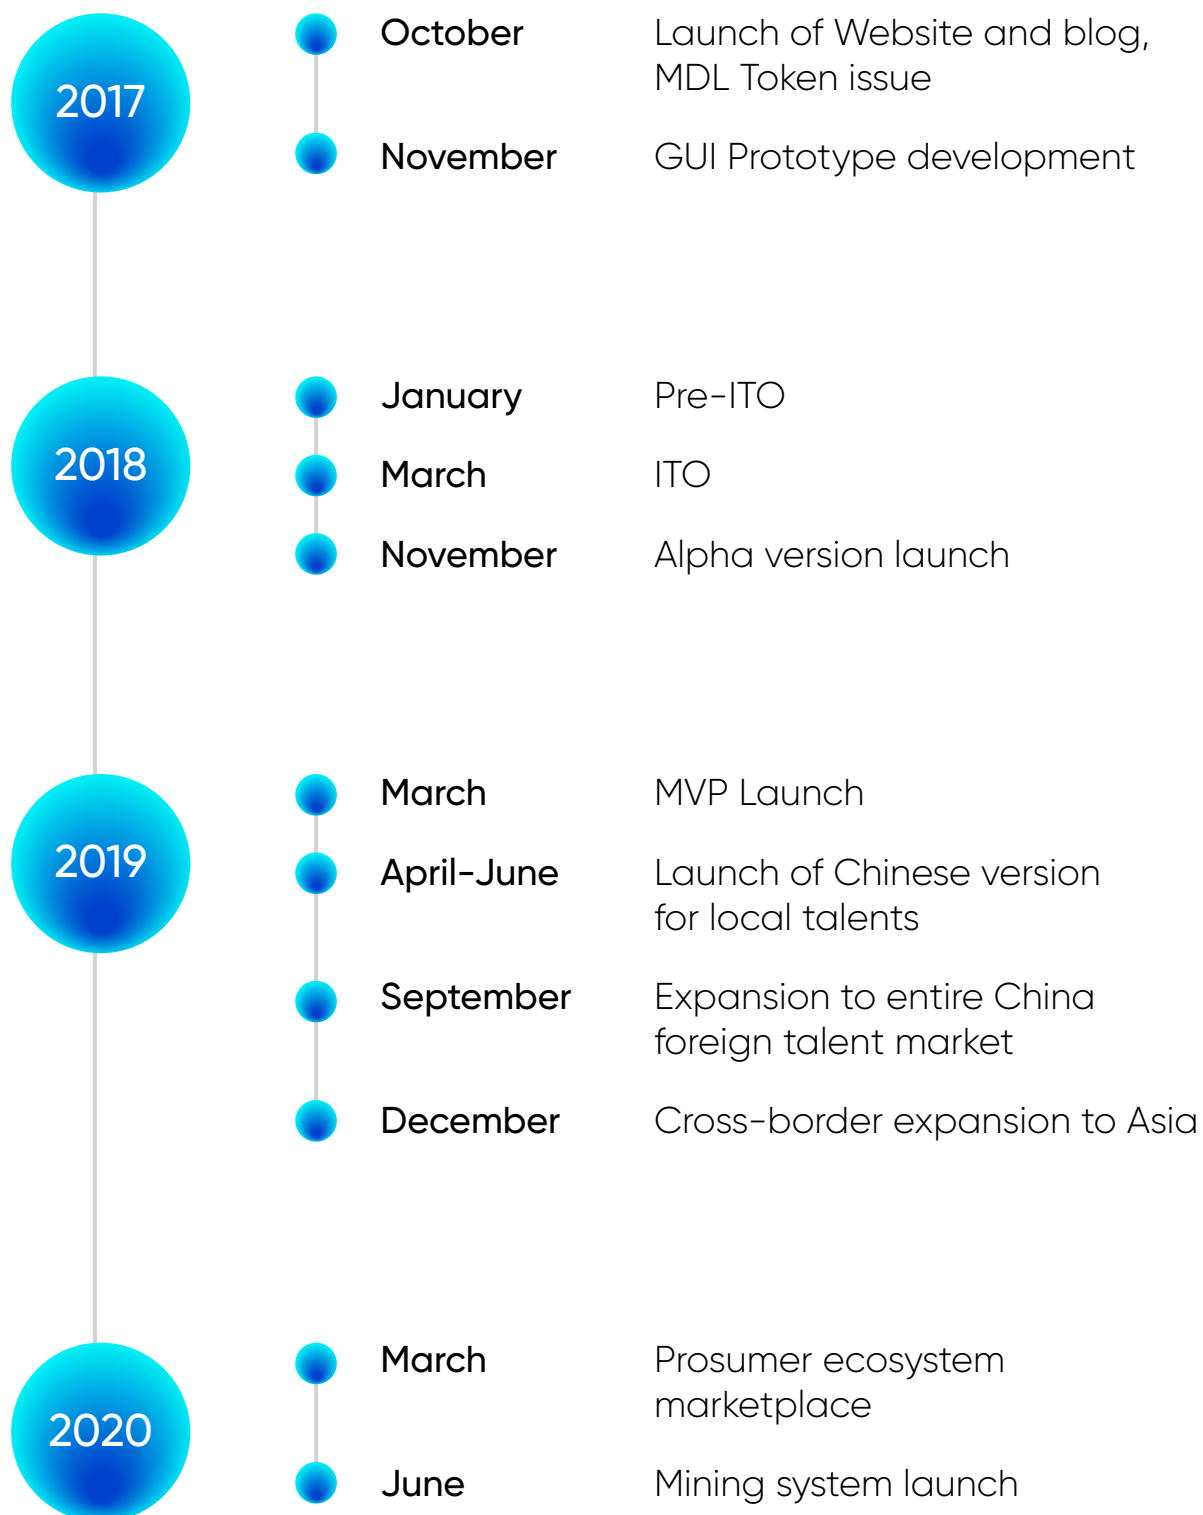 2017
October
Launch of Website and blog,
MDL Token issue
November
GUI Prototype development
2018
January
Pre-ITO
March
ITO
November
Alpha version launch
2019
March
MVP Launch
April-June
Launch of Chinese version
for local talents
September
Expansion to entire China
foreign talent market
December
Cross-border expansion to Asia
2020
March
Prosumer ecosystem
marketplace
June
Mining system launch